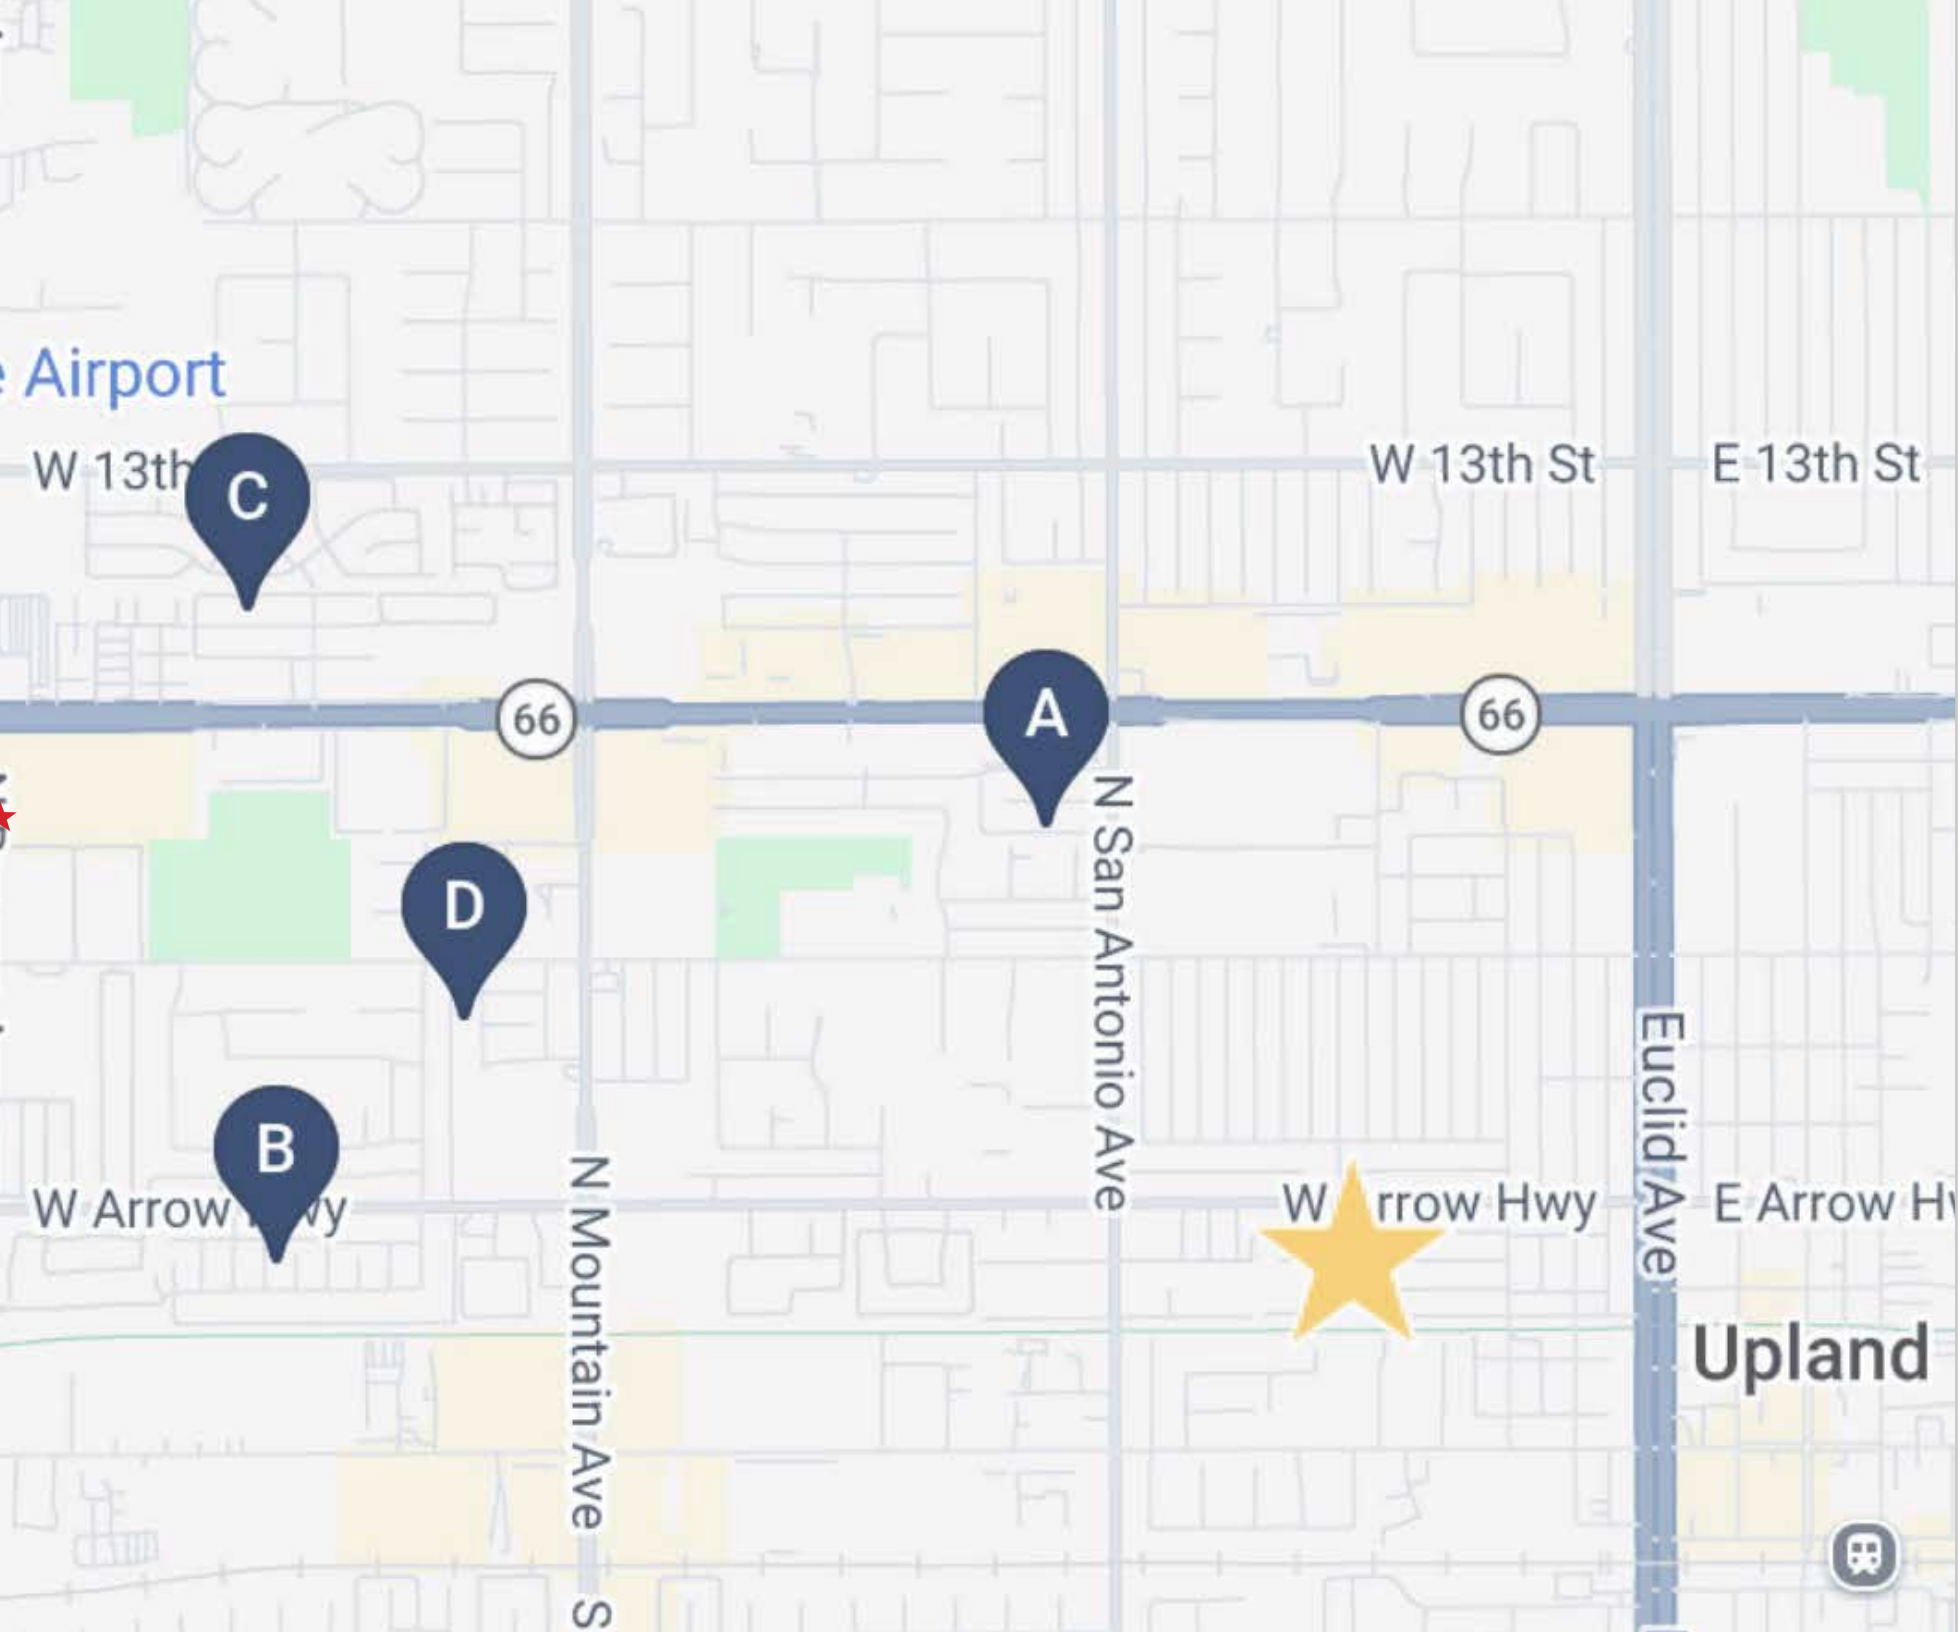 Airport
W 13th
C
W 13th St
E 13th St
66
A
66
D
N San Antonio Ave
B
W Arrow
N Mountain Ave
W rrow Hwy
Euclid Ave
E Arrow H
Upland
S